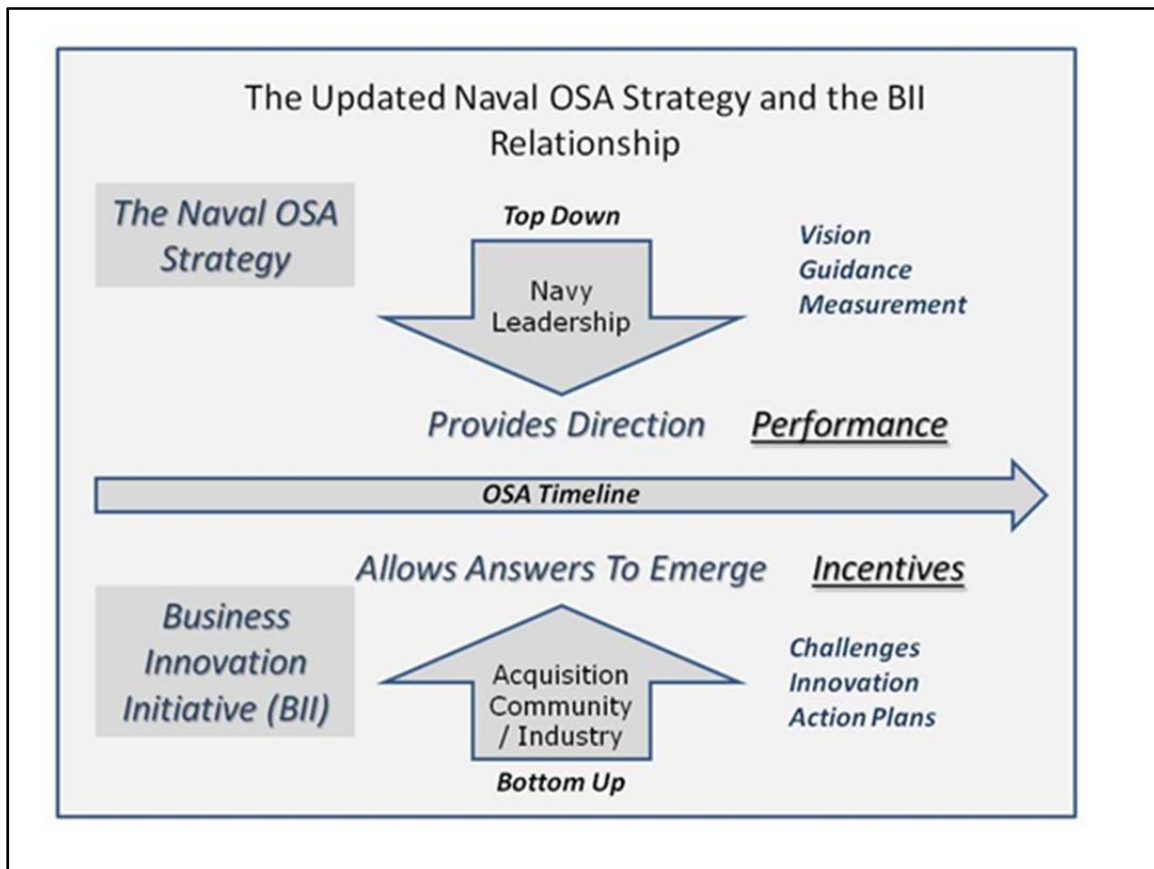 The Updated Naval OSA Strategy and the BII
Relationship
The Naval OSA
Strategy
Top Down
Navy
Leadership
Vision
Guidance
Measurement
Provides Direction
Performance
OSA Timeline
Allows Answers To Emerge
Incentives
Business
Innovation
Initiative (BII)
Acquisition
Community
/ Industry
Bottom Up
Challenges
Innovation
Action Plans